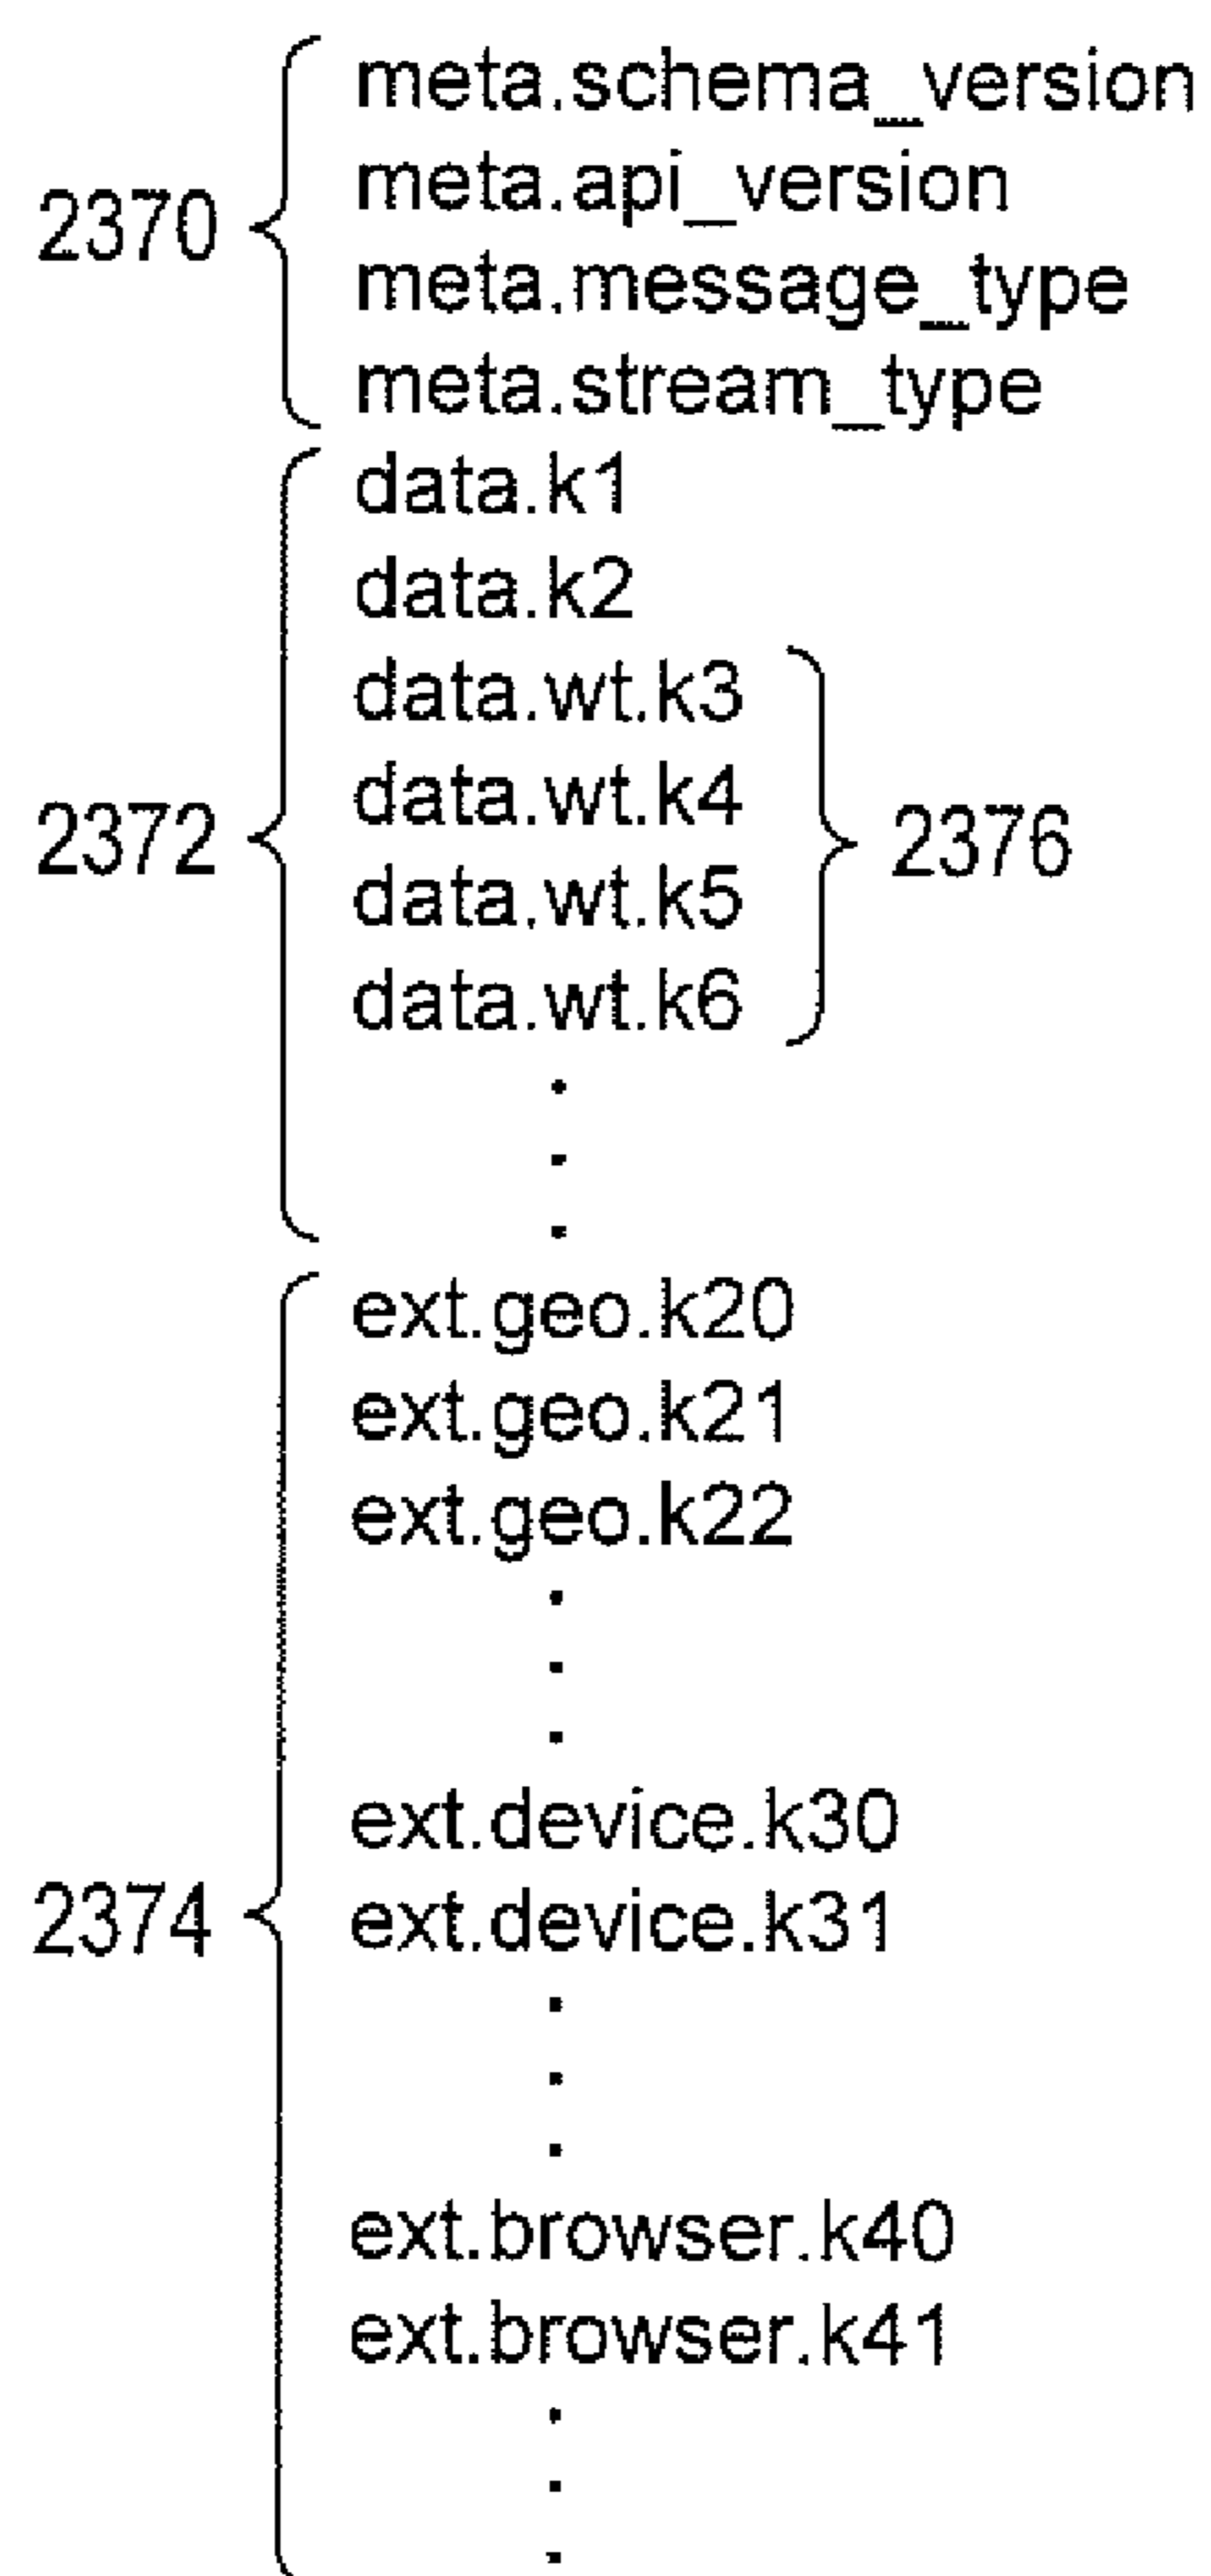 meta.schema_version
meta.api_version
2370
meta.message_type
meta.stream_type
data.k1
data.k2
data.wt.k3
data.wt.k4
2372
2376
data.wt.k5
data.wt.k6
.
.
.
ext.geo.k20
ext.geo.k21
ext.geo.k22
.
.
.
ext.device.k30
2374
ext.device.k31
.
.
.
ext.browser.k40
ext.browser.k41
.
.
.